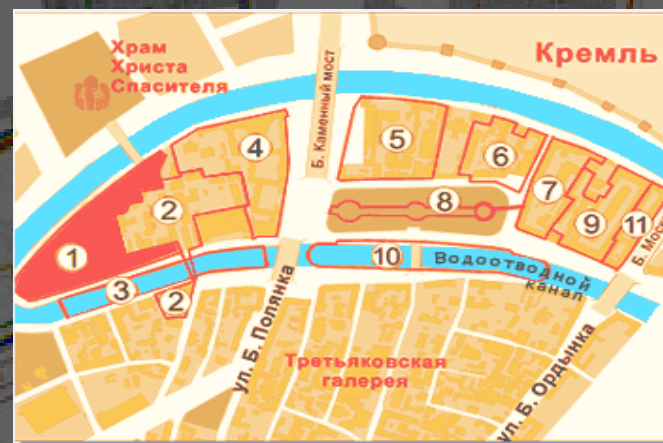 Храм
Христа
Спасителя
Кремль
Б. Каменный мост
4
5
6
2
8
7
9
11
Б. Мос
1
3
2
10
Водоотводной
канал
ул. Б. Полянка
Третьяковская
галерея
ул. Б. Ордынка